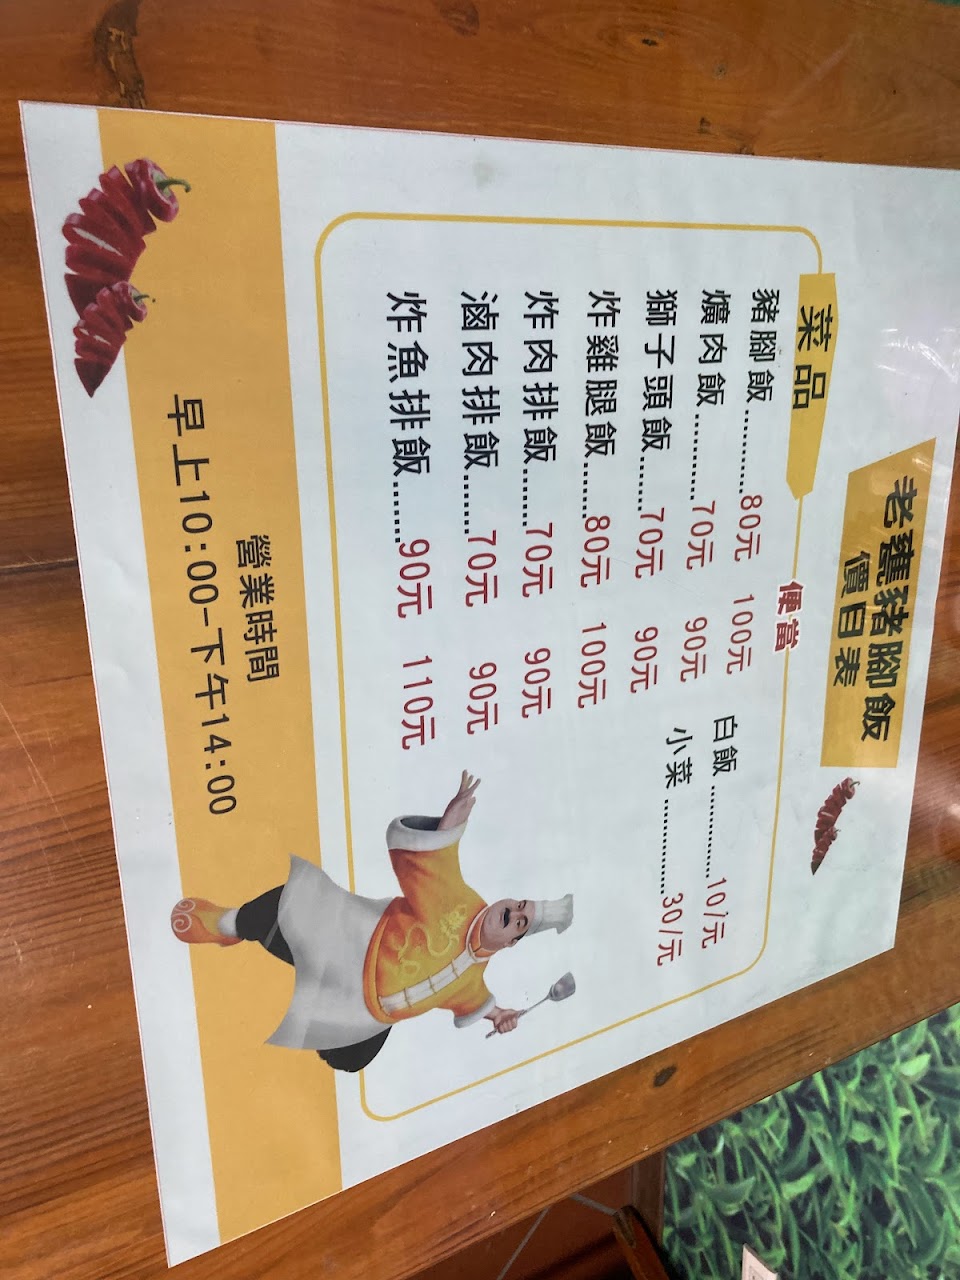 老甕豬腳飯
價目表
菜品 便當
豬腳飯............80元 100元
爌肉飯............70元 90元
獅子頭飯.........70元 90元
炸雞腿飯.........80元 100元
炸肉排飯.........70元 90元
滷肉排飯.........70元 90元
炸魚排飯.........90元 110元
白飯...............10/元
小菜...............30/元
營業時間
早上10:00-下午14:00